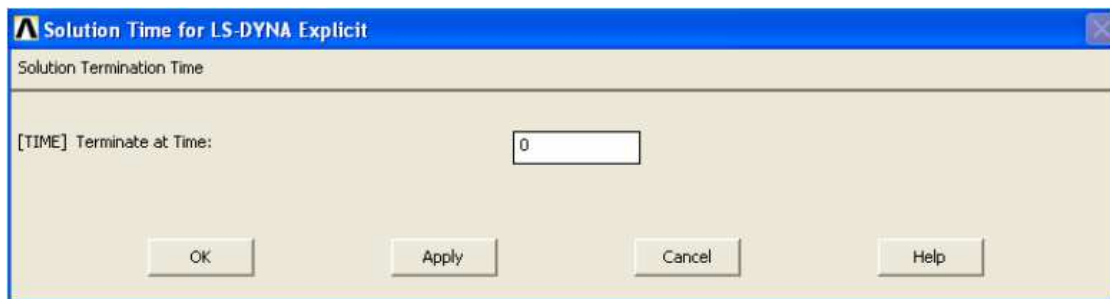 Solution Time for LS-DYNA Explicit
Solution Termination Time
[TIME] Terminate at Time: 0
OK Apply Cancel Help